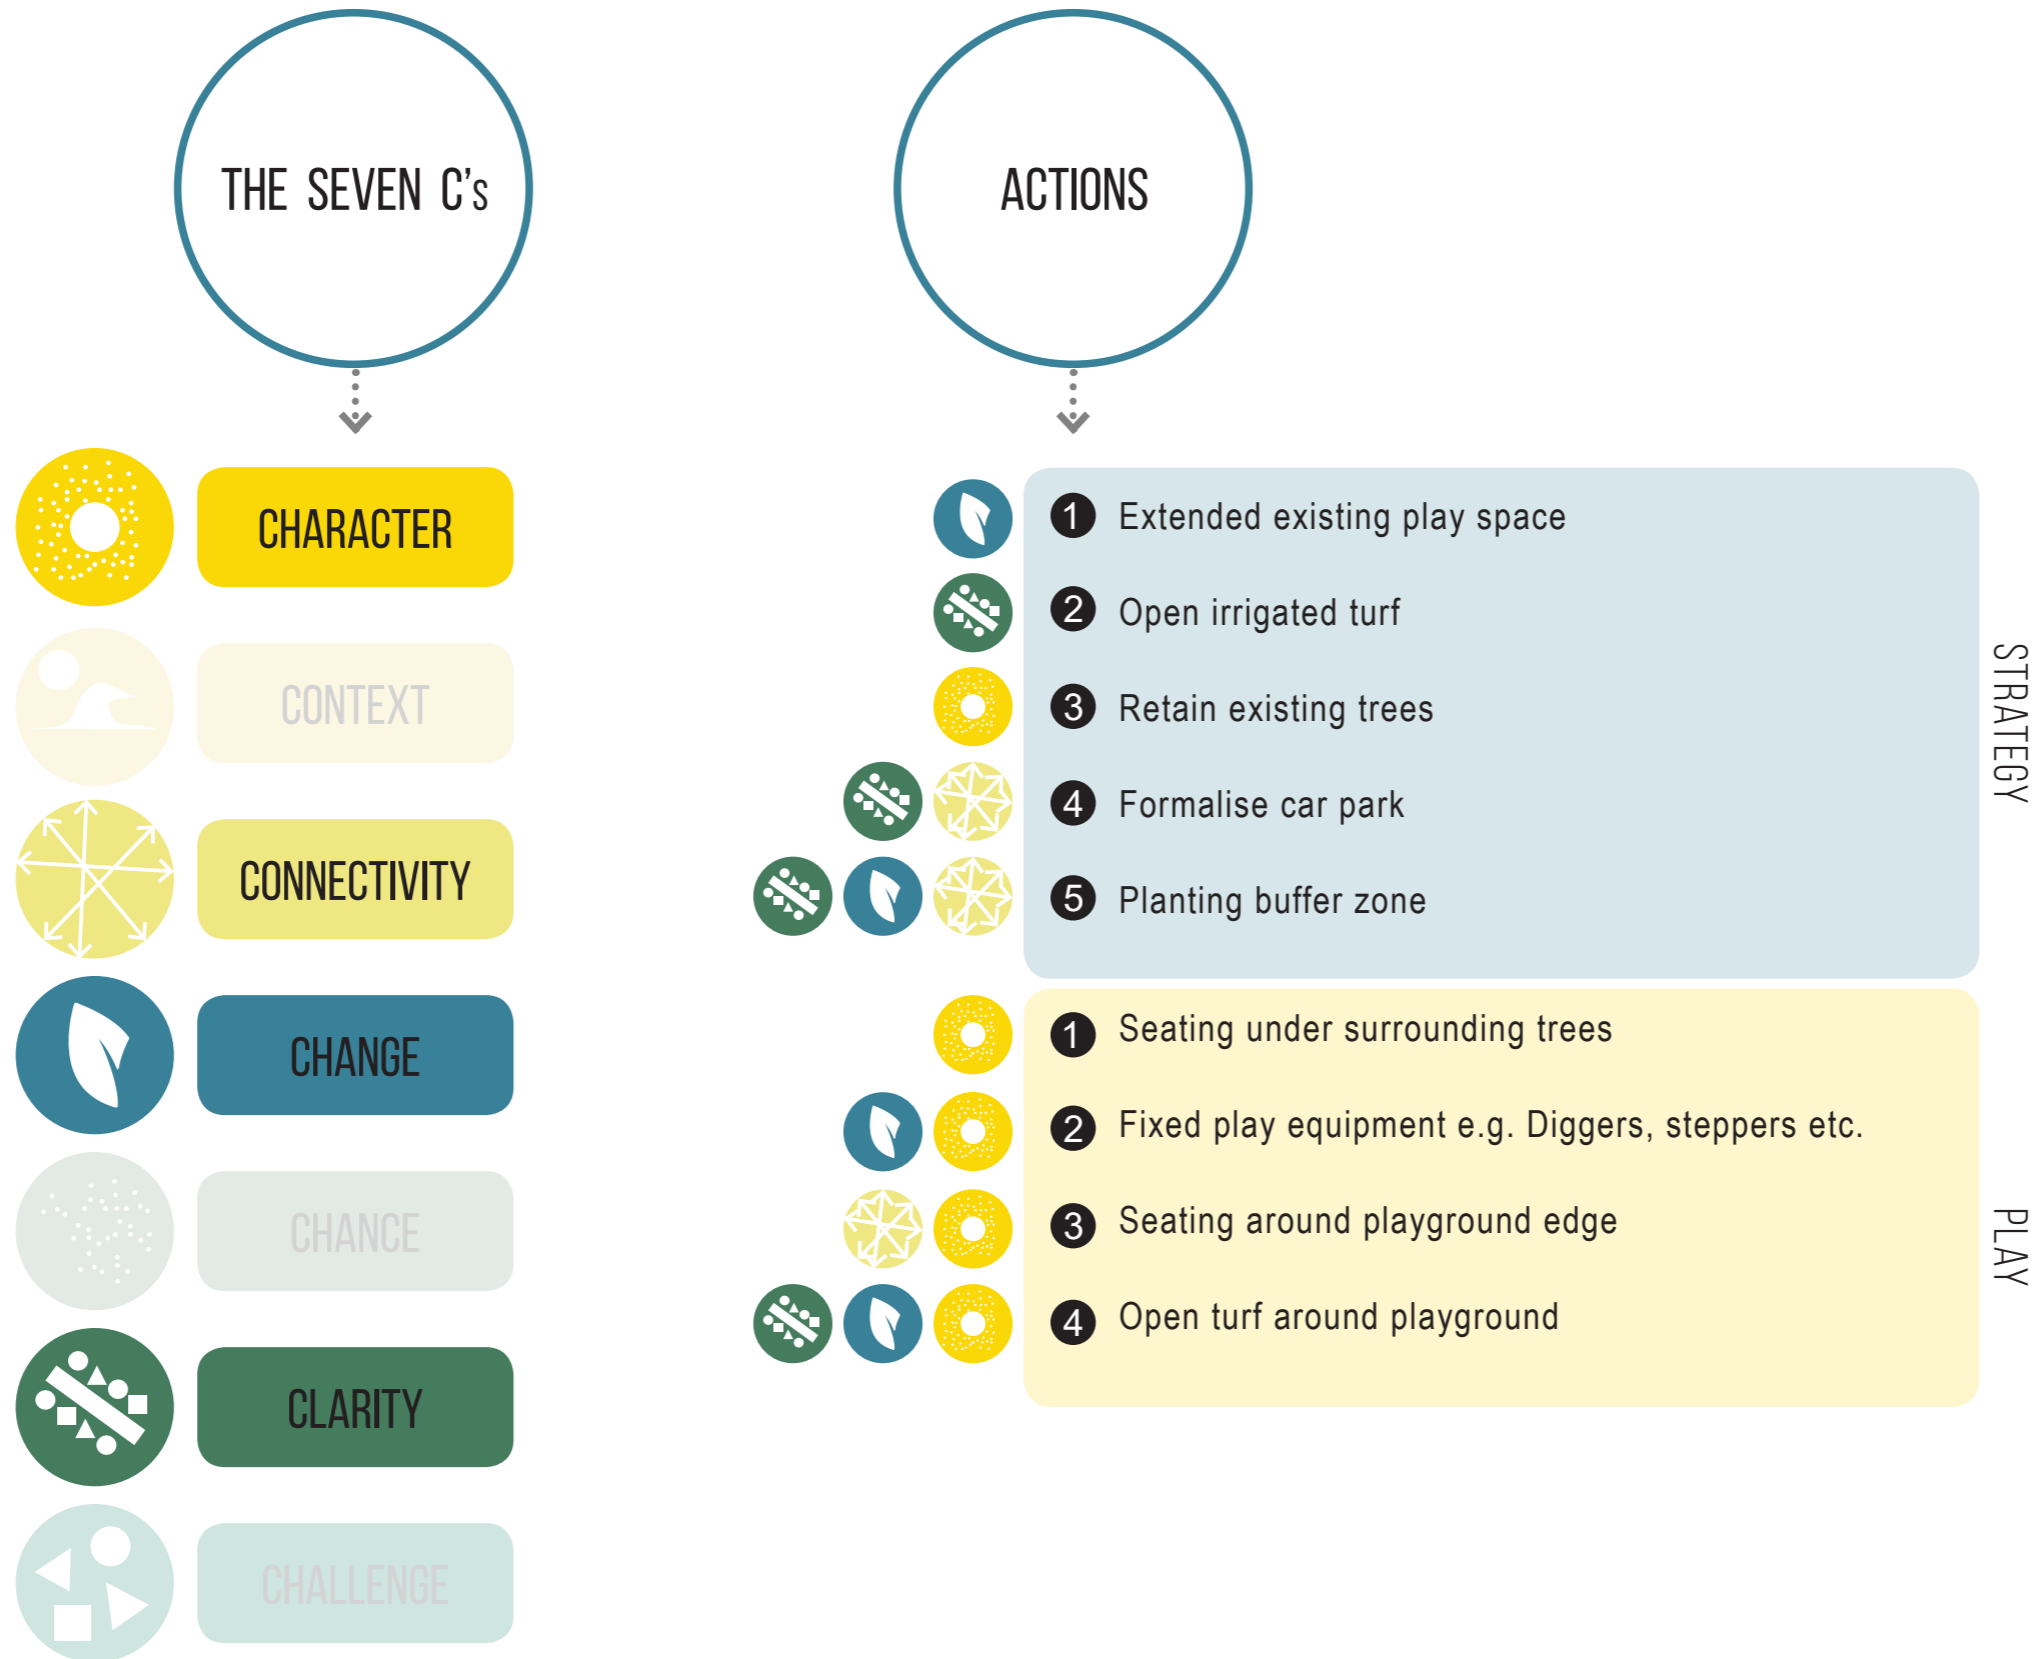 THE SEVEN C's
ACTIONS
CHARACTER
CONTEXT
CONNECTIVITY
CHANGE
CHANCE
CLARITY
CHALLENGE
1 Extended existing play space
2 Open irrigated turf
3 Retain existing trees
4 Formalise car park
5 Planting buffer zone
STRATEGY
1 Seating under surrounding trees
2 Fixed play equipment e.g. Diggers, steppers etc.
3 Seating around playground edge
4 Open turf around playground
PLAY